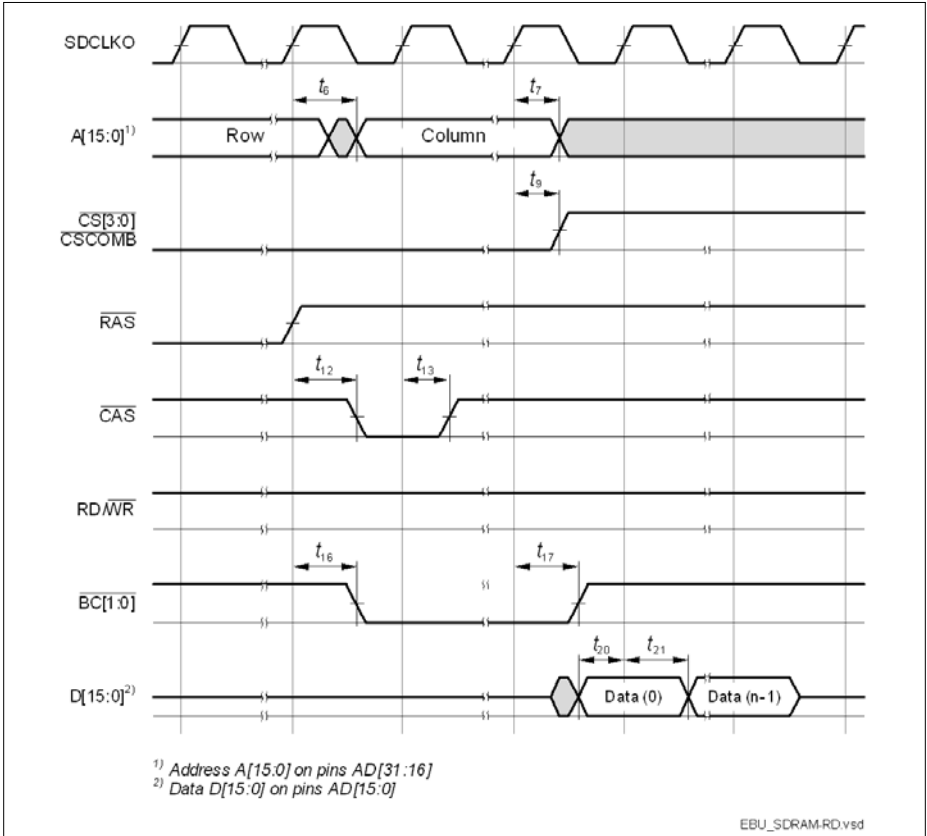 SDCLKO
t6
t7
A[15:0]1)
Row
Column
t9
CS[3:0]
CSCOMB
RAS
t12
t13
CAS
RD/WR
t16
t17
BC[1:0]
t20
t21
D[15:0]2)
Data (0)
Data (n-1)
1) Address A[15:0] on pins AD[31:16]
2) Data D[15:0] on pins AD[15:0]
EBU_SDRAM-RD.vsd